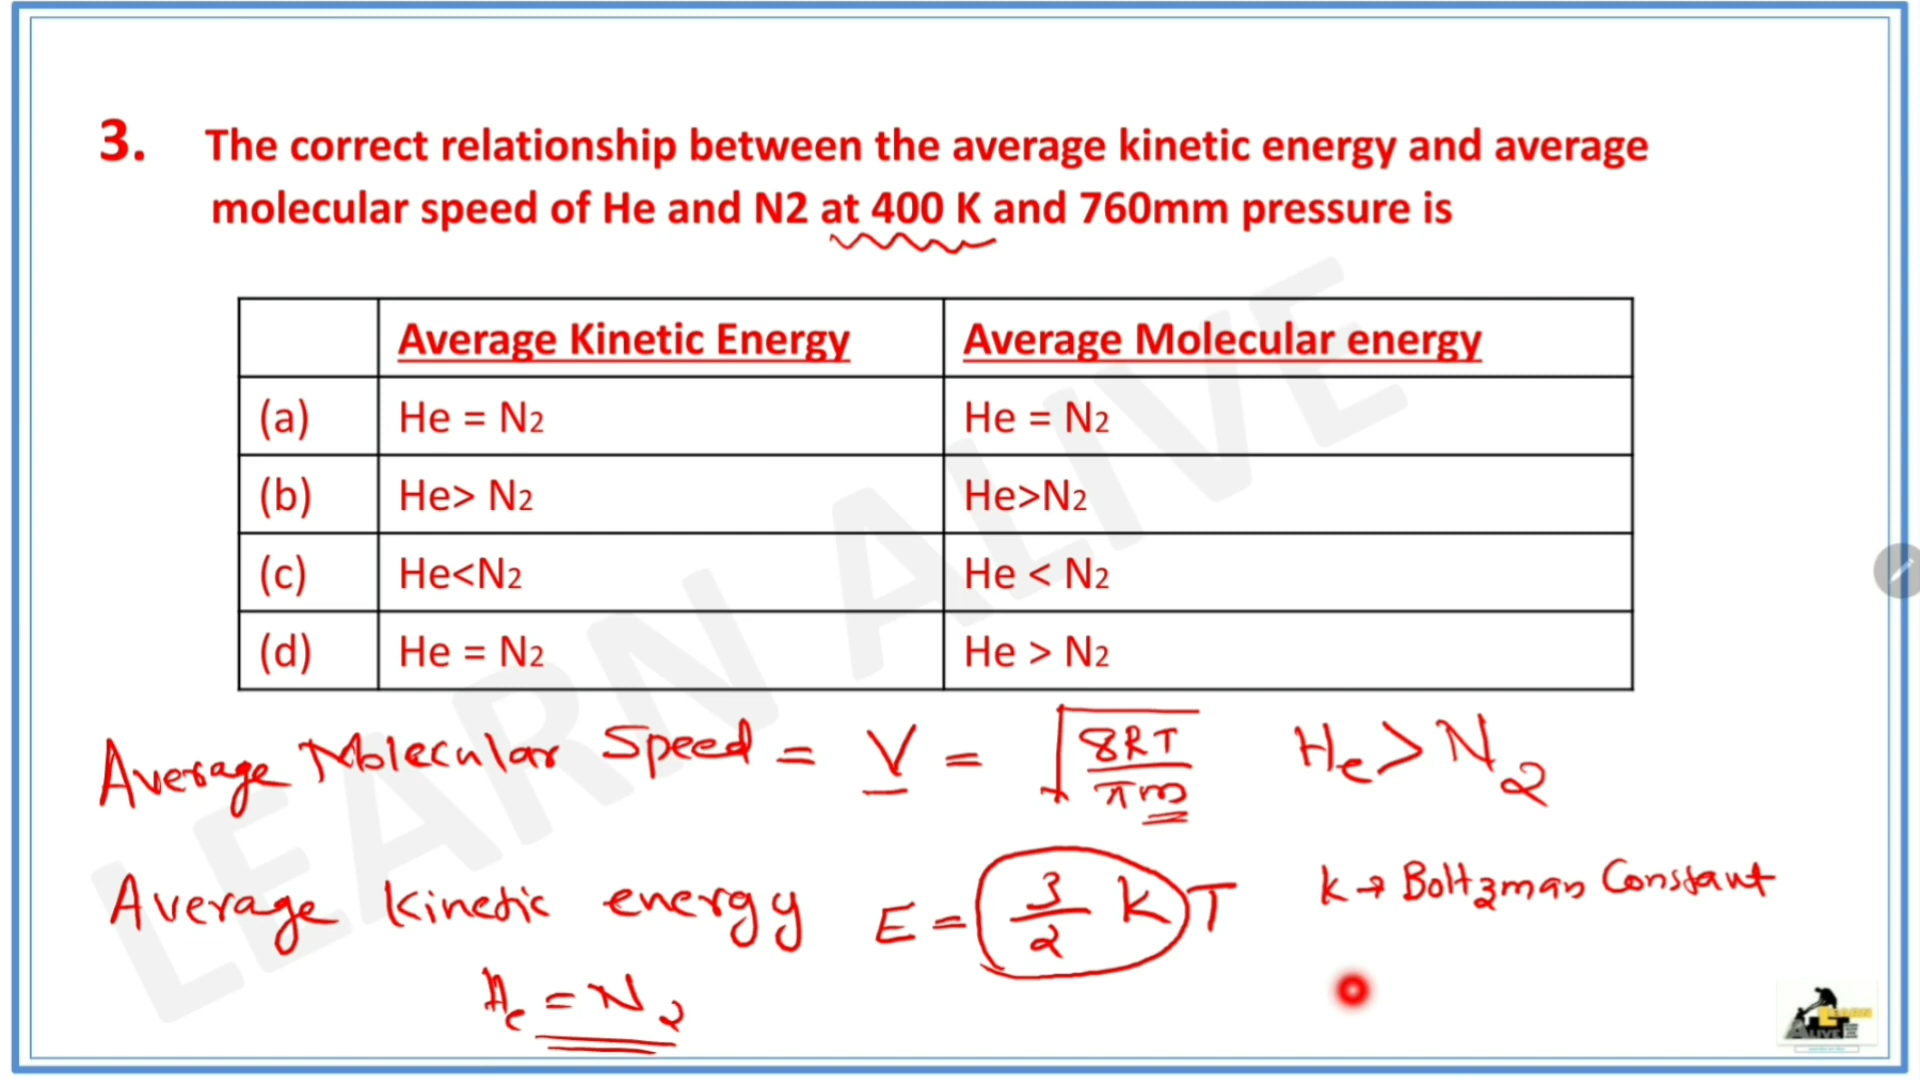 3. The correct relationship between the average kinetic energy and average
molecular speed of He and N2 at 400 K and 760mm pressure is
Average Kinetic Energy Average Molecular energy
(a) He = N2 He = N2
(b) He> N2 He>N2
(c) He<N2 He < N2
(d) He = N2 He > N2
Average Molecular Speed = V = √8RT/πm He > N2
Average kinetic energy E = 3/2 kT k → Boltzman Constant
He = N2
LEARN ALIVE
LEARN
ALIVE